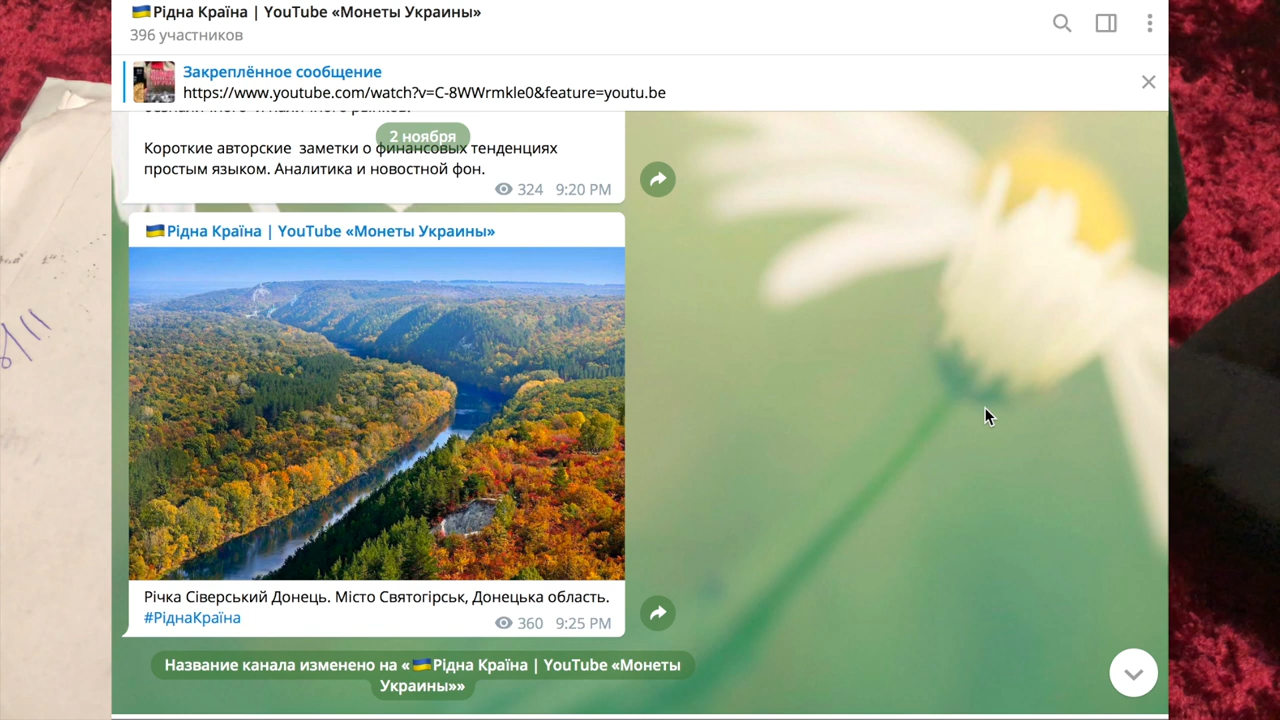 🇺🇦Рідна Країна | YouTube «Монеты Украины»
396 участников
Закреплённое сообщение
https://www.youtube.com/watch?v=C-8WWrmkle0&feature=youtu.be
2 ноября
Короткие авторские заметки о финансовых тенденциях
простым языком. Аналитика и новостной фон.
324 9:20 PM
🇺🇦Рідна Країна | YouTube «Монеты Украины»
Річка Сіверський Донець. Місто Святогірськ, Донецька область.
#РіднаКраїна
360 9:25 PM
Название канала изменено на «🇺🇦Рідна Країна | YouTube «Монеты
Украины»»